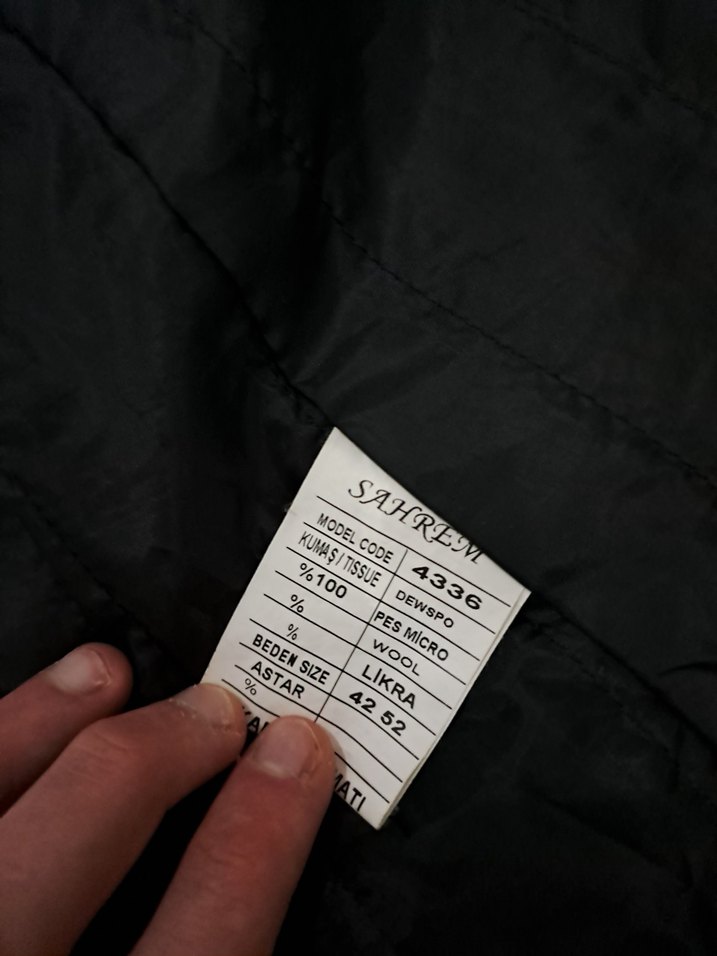 SAHREM
MODEL CODE 4336
KUMAŞ / TISSUE DEWSPO
%100 PES MİCRO
% WOOL
% LİKRA
BEDEN SIZE 42 52
ASTAR
%